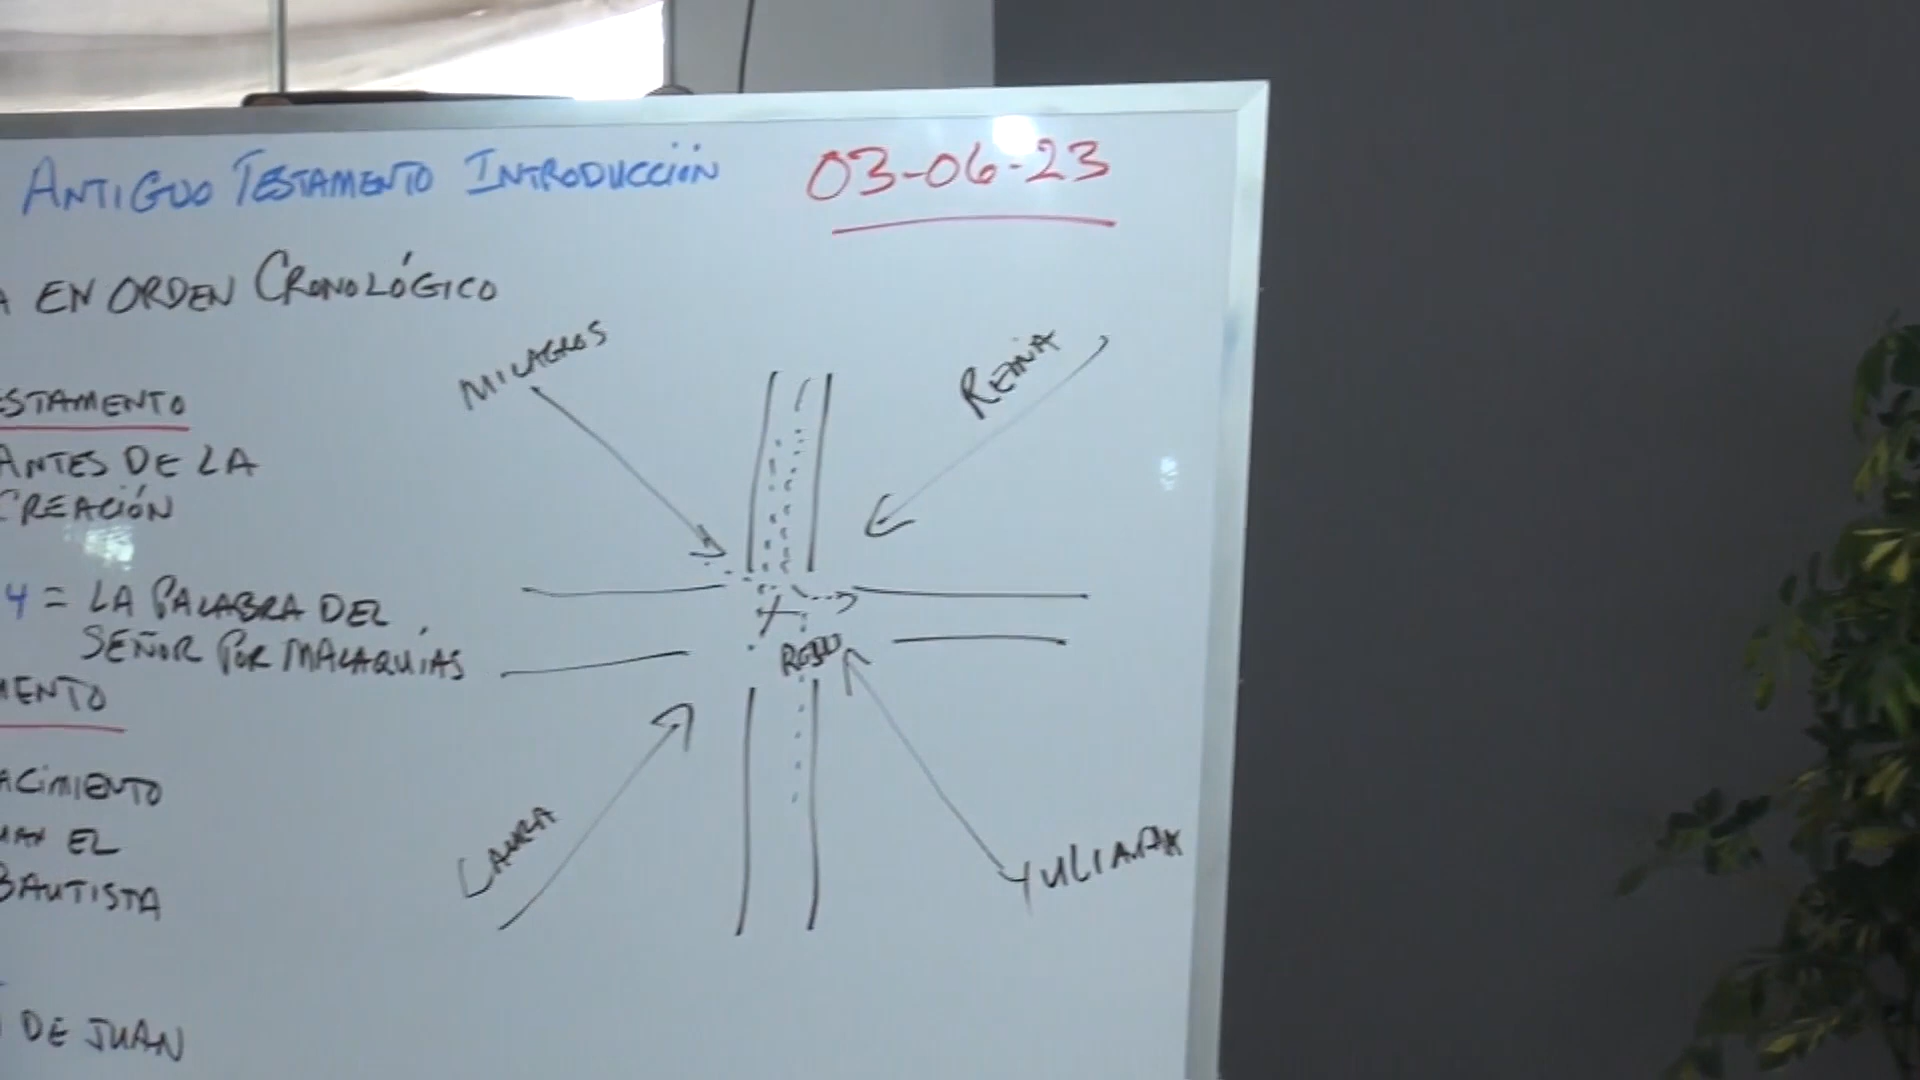 ANTIGUO TESTAMENTO INTRODUCCIÓN 03-06-23
A EN ORDEN CRONOLÓGICO
MILAGROS
REINA
ESTAMENTO
ANTES DE LA
CREACIÓN
4 = LA PALABRA DEL
SEÑOR POR MALAQUÍAS
ROBO
MENTO
ACIMIENTO
EL
BAUTISTA
LAURA
YULIANA
DE JUAN